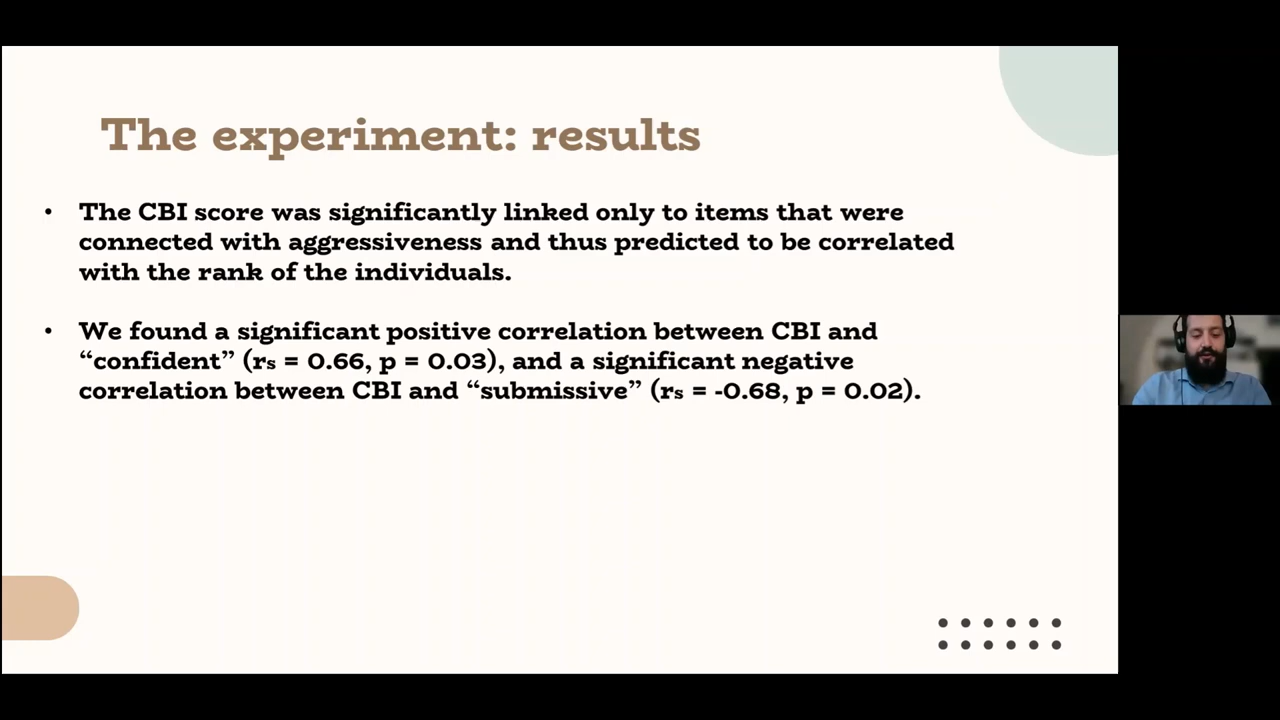 The experiment: results
• The CBI score was significantly linked only to items that were
connected with aggressiveness and thus predicted to be correlated
with the rank of the individuals.
• We found a significant positive correlation between CBI and
“confident” (rₛ = 0.66, p = 0.03), and a significant negative
correlation between CBI and “submissive” (rₛ = -0.68, p = 0.02).